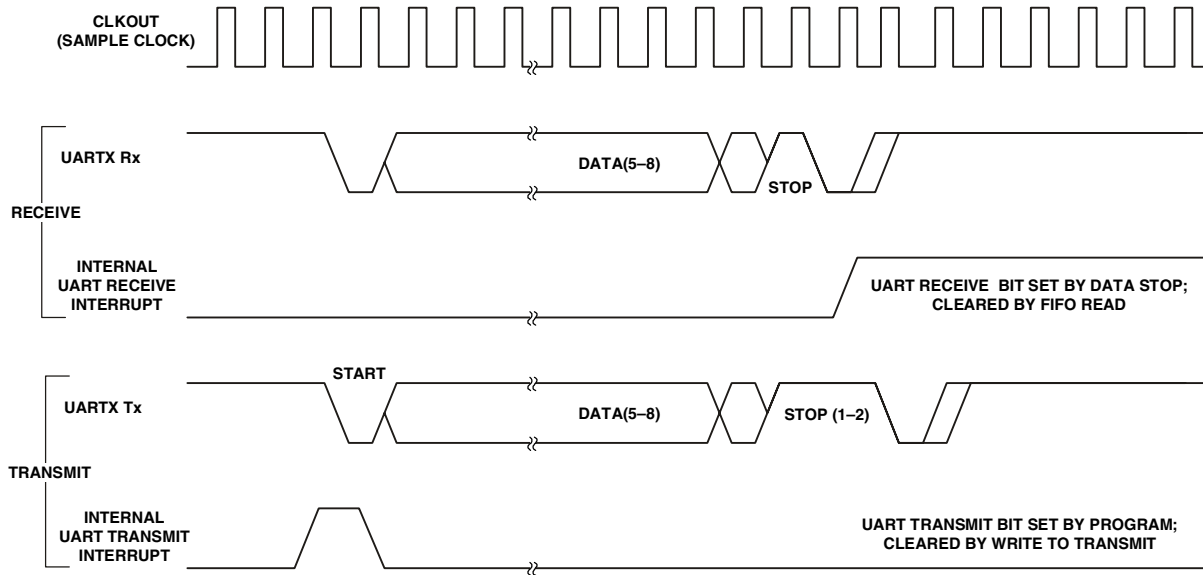 CLKOUT
(SAMPLE CLOCK)
UARTX Rx
DATA(5–8)
STOP
RECEIVE
INTERNAL
UART RECEIVE
INTERRUPT
UART RECEIVE BIT SET BY DATA STOP;
CLEARED BY FIFO READ
START
UARTX Tx
DATA(5–8)
STOP (1–2)
TRANSMIT
INTERNAL
UART TRANSMIT
INTERRUPT
UART TRANSMIT BIT SET BY PROGRAM;
CLEARED BY WRITE TO TRANSMIT